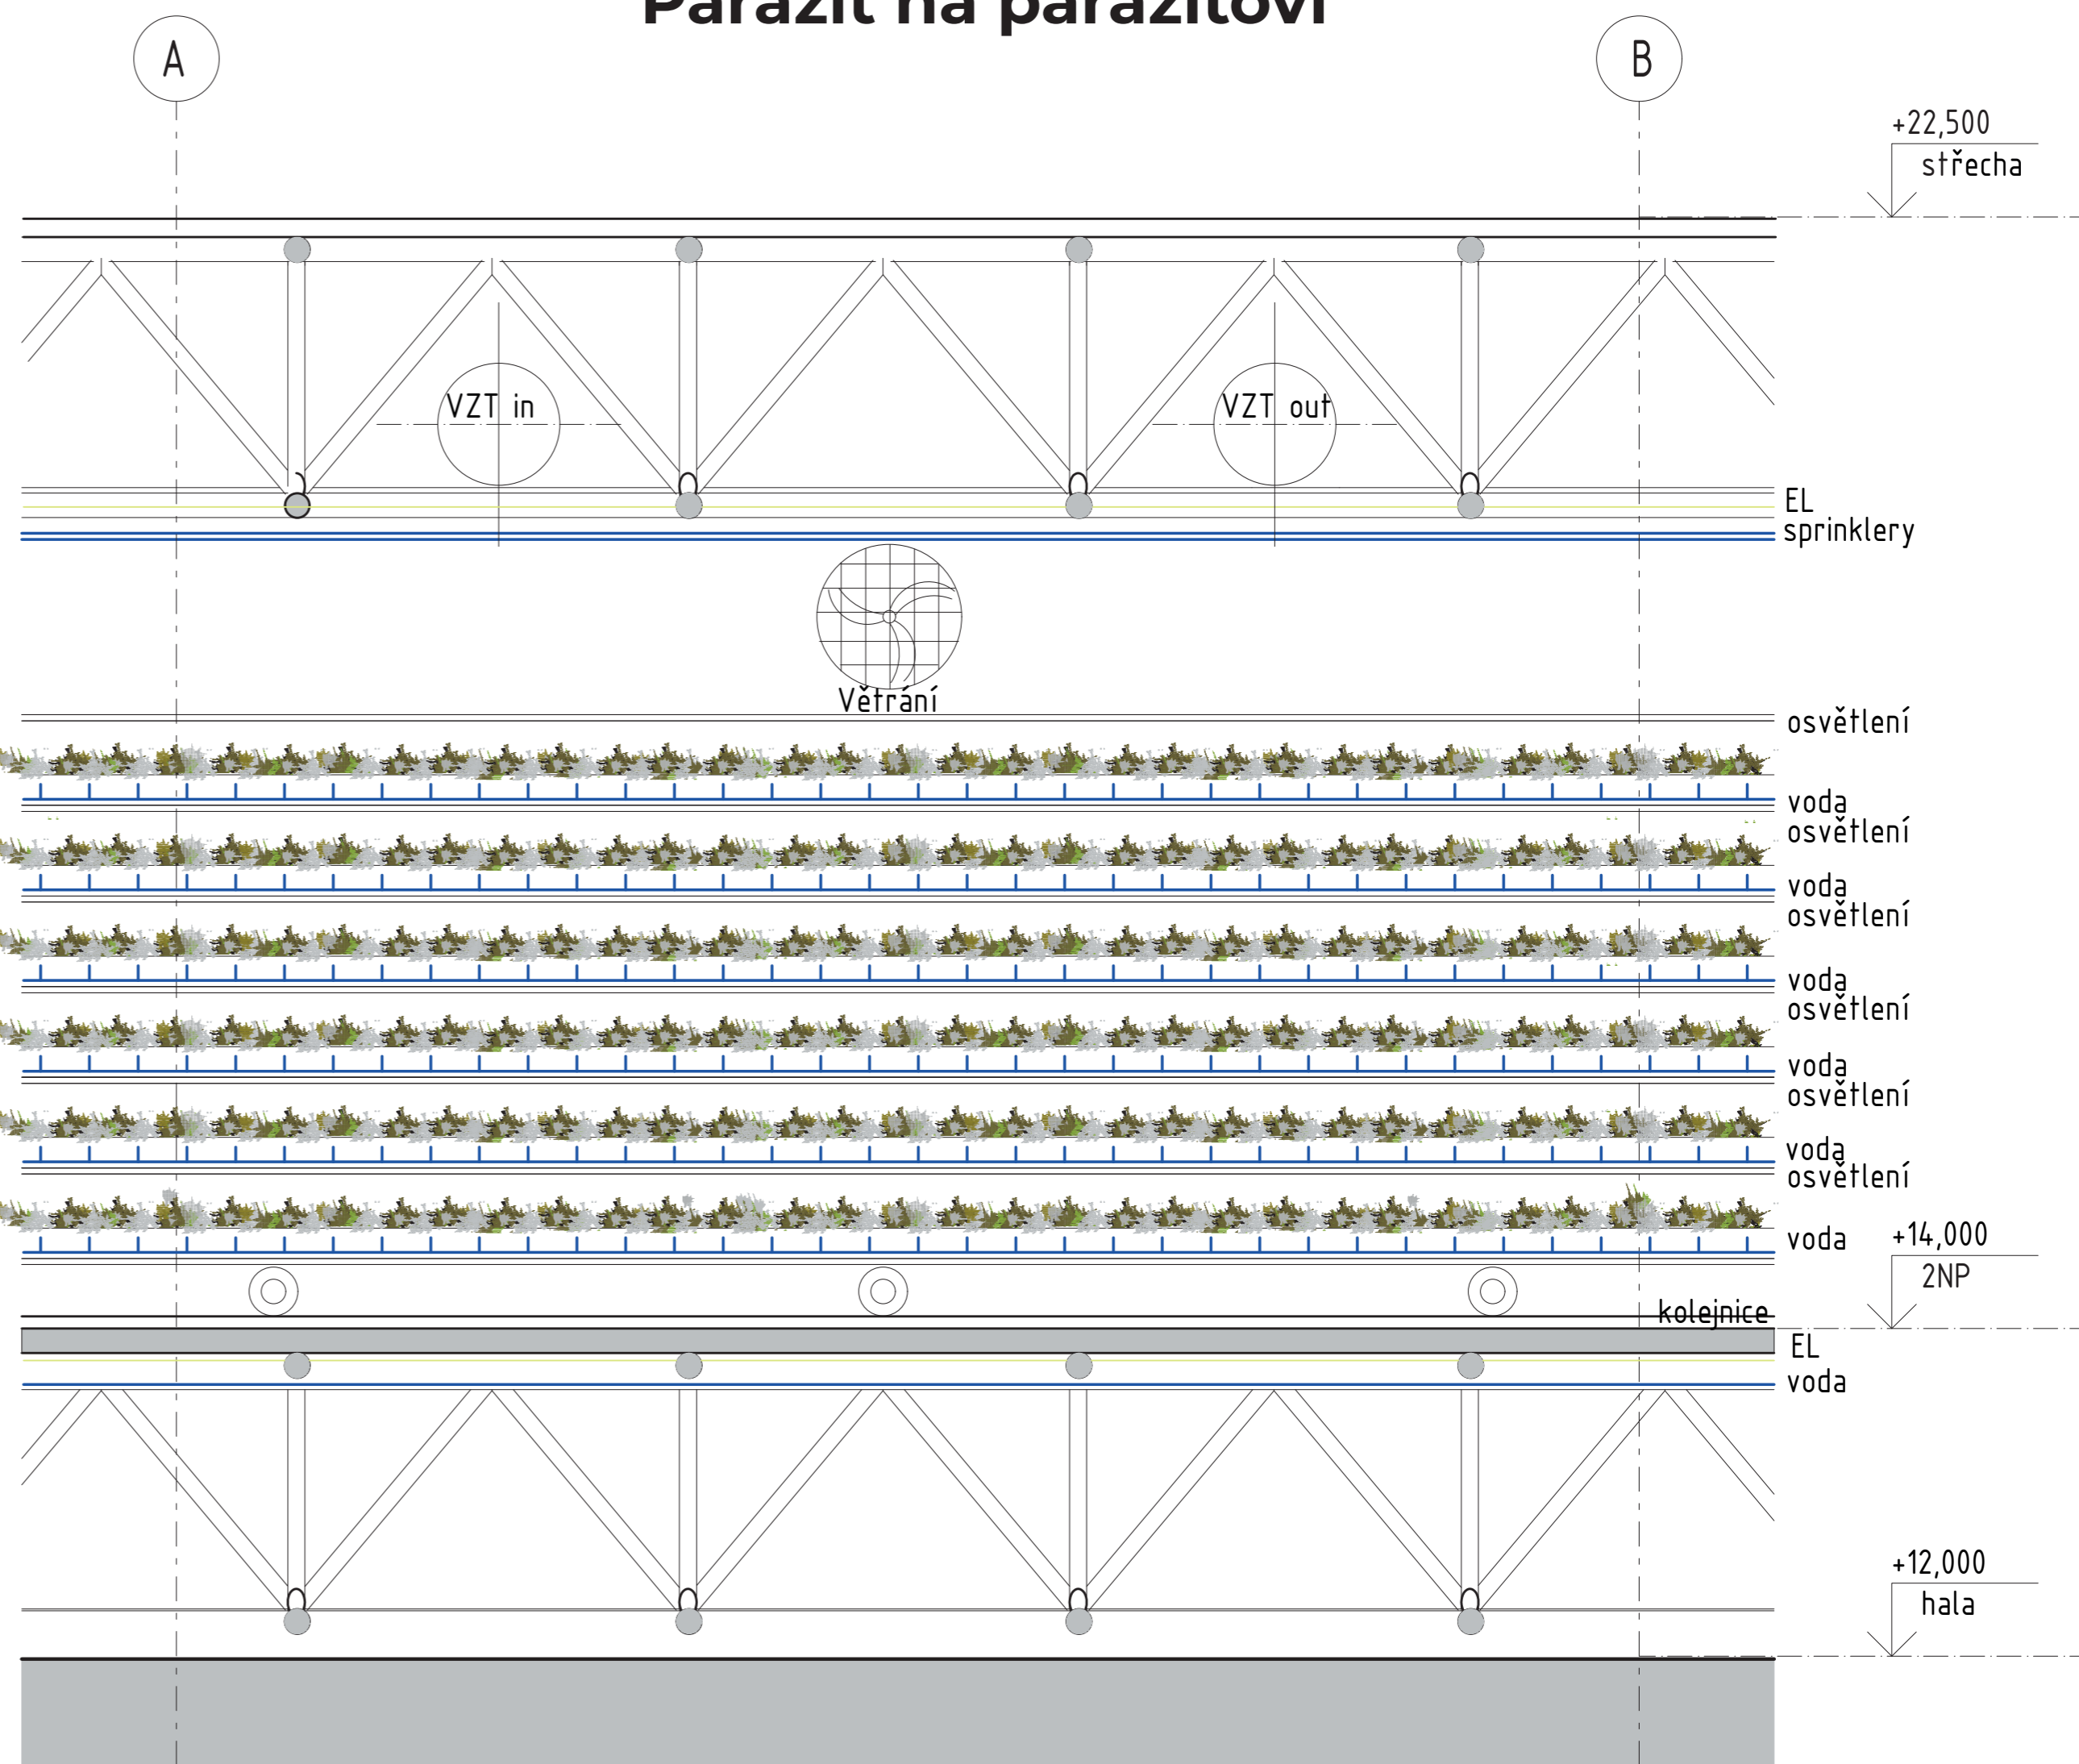 Parazit na parazitovi
A
B
+22,500
střecha
VZT in
VZT out
EL
sprinklery
Větrání
osvětlení
voda
osvětlení
voda
osvětlení
voda
osvětlení
voda
osvětlení
voda
osvětlení
voda
+14,000
2NP
kolejnice
EL
voda
+12,000
hala